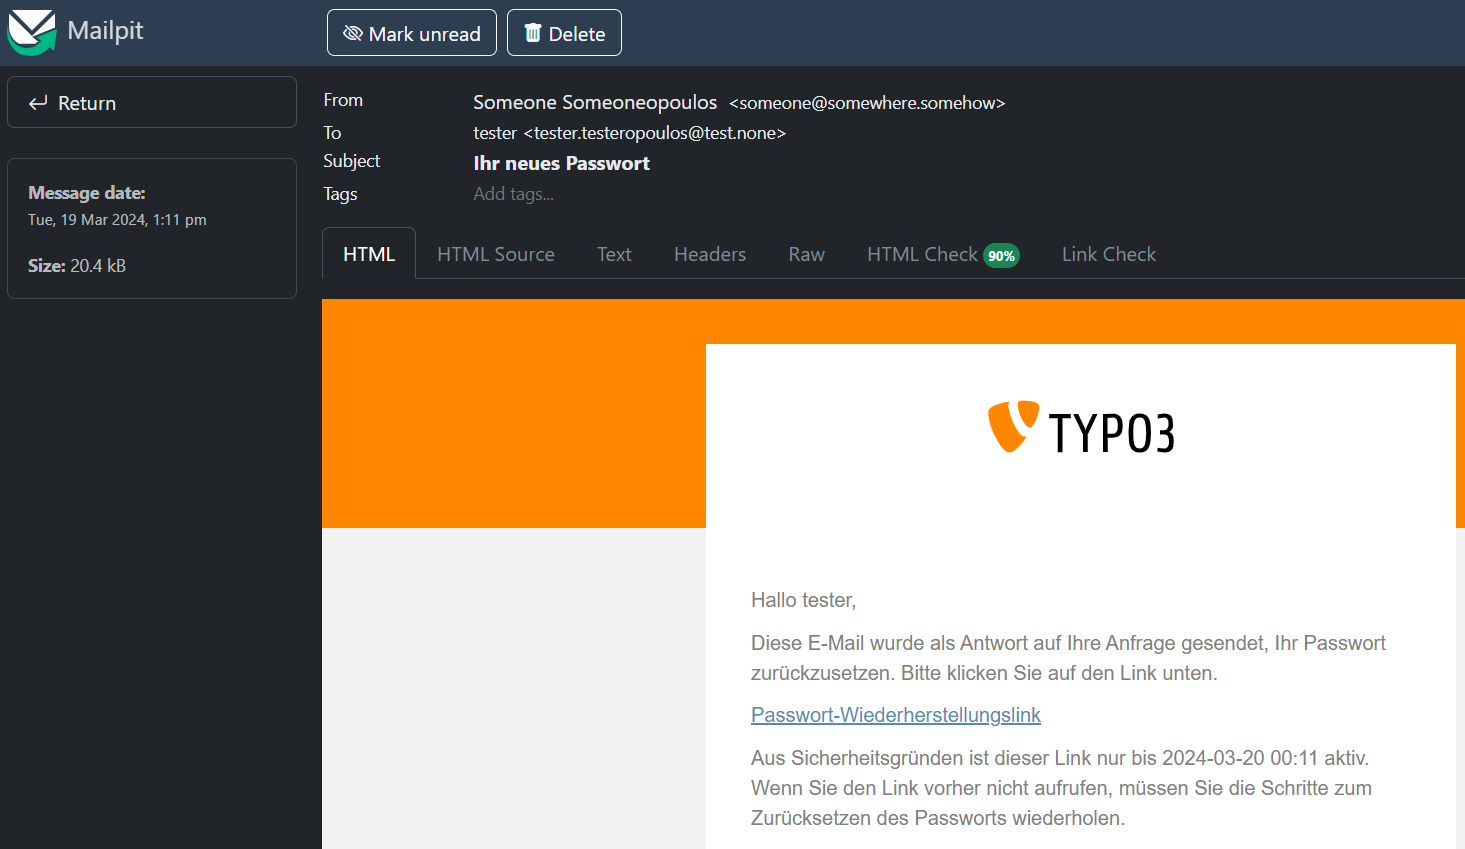 Mailpit
Mark unread
Delete
Return
Message date:
Tue, 19 Mar 2024, 1:11 pm
Size: 20.4 kB
From
Someone Someoneopoulos <someone@somewhere.somehow>
To
tester <tester.testeropoulos@test.none>
Subject
Ihr neues Passwort
Tags
Add tags...
HTML
HTML Source
Text
Headers
Raw
HTML Check 90%
Link Check
TYPO3
Hallo tester,
Diese E-Mail wurde als Antwort auf Ihre Anfrage gesendet, Ihr Passwort
zurückzusetzen. Bitte klicken Sie auf den Link unten.
Passwort-Wiederherstellungslink
Aus Sicherheitsgründen ist dieser Link nur bis 2024-03-20 00:11 aktiv.
Wenn Sie den Link vorher nicht aufrufen, müssen Sie die Schritte zum
Zurücksetzen des Passworts wiederholen.